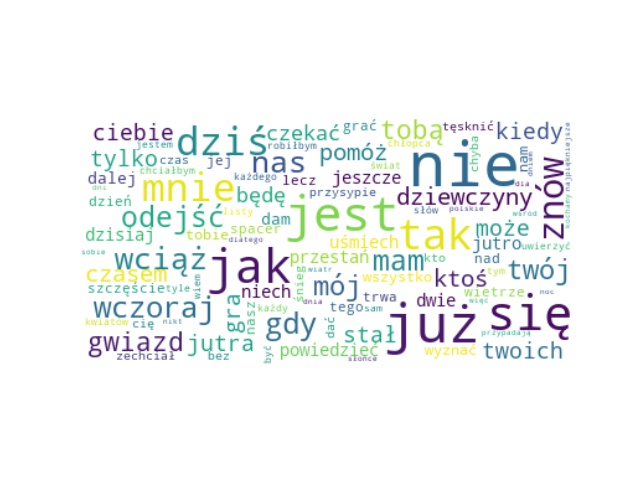 ciebie dziś czekać grać tobą tęsknić kiedy
jestem robiłbym chłopca
tylko czas jej nas pomóż nie chyba nam najpiękniejsze
chciałbym każdego świat dniem
dalej mnie będę lecz jeszcze dziewczyny znów kochany
dni przysypie dla
dzień odejść listy dam jest słów polskie wśród
dzisiaj tobie spacer uśmiech tak może jutro uwierzyć
sobie dlatego
wciąż jak przestań mam kto nad
czasem wiem śnieg wiatr wszystko ktoś tym twój
szczęście tyle niech mój trwa dwie wietrze noc
wczoraj gra nasz każdy dnia tego sam już więc się
kwiatów cię nikt gdy dać stał
gwiazd jutra być powiedzieć wyznać przypadają twoich
zechciał bez słońce